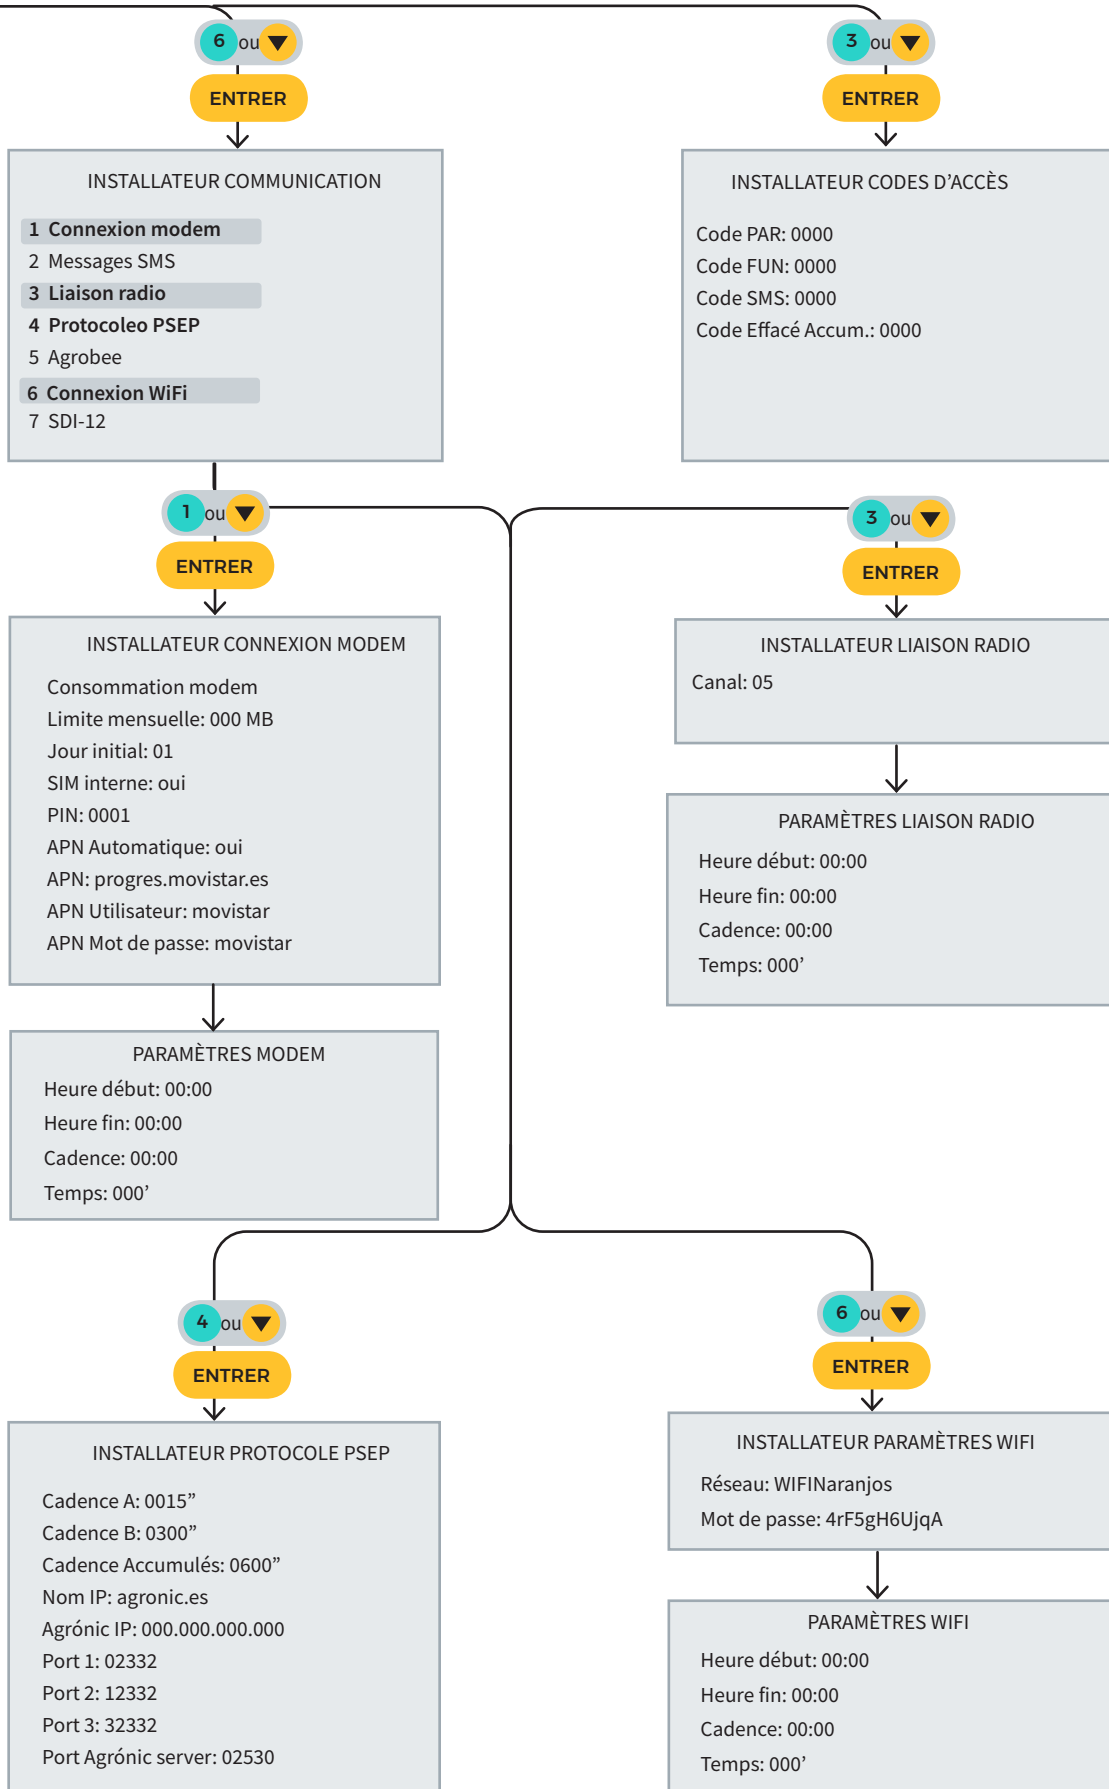 6 ou
ENTRER
INSTALLATEUR COMMUNICATION
1 Connexion modem
2 Messages SMS
3 Liaison radio
4 Protocoleo PSEP
5 Agrobee
6 Connexion WiFi
7 SDI-12
3 ou
ENTRER
INSTALLATEUR CODES D’ACCÈS
Code PAR: 0000
Code FUN: 0000
Code SMS: 0000
Code Effacé Accum.: 0000
1 ou
ENTRER
INSTALLATEUR CONNEXION MODEM
Consommation modem
Limite mensuelle: 000 MB
Jour initial: 01
SIM interne: oui
PIN: 0001
APN Automatique: oui
APN: progres.movistar.es
APN Utilisateur: movistar
APN Mot de passe: movistar
PARAMÈTRES MODEM
Heure début: 00:00
Heure fin: 00:00
Cadence: 00:00
Temps: 000’
3 ou
ENTRER
INSTALLATEUR LIAISON RADIO
Canal: 05
PARAMÈTRES LIAISON RADIO
Heure début: 00:00
Heure fin: 00:00
Cadence: 00:00
Temps: 000’
4 ou
ENTRER
INSTALLATEUR PROTOCOLE PSEP
Cadence A: 0015”
Cadence B: 0300”
Cadence Accumulés: 0600”
Nom IP: agronic.es
Agrónic IP: 000.000.000.000
Port 1: 02332
Port 2: 12332
Port 3: 32332
Port Agrónic server: 02530
6 ou
ENTRER
INSTALLATEUR PARAMÈTRES WIFI
Réseau: WIFINaranjos
Mot de passe: 4rF5gH6UjqA
PARAMÈTRES WIFI
Heure début: 00:00
Heure fin: 00:00
Cadence: 00:00
Temps: 000’